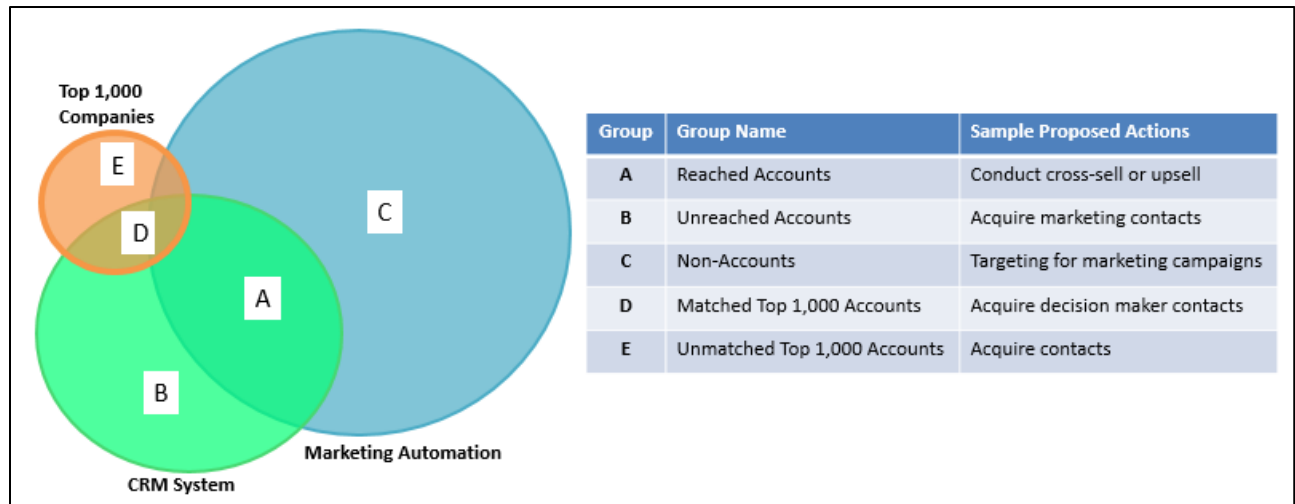 Top 1,000
Companies
E
D
C
A
B
Marketing Automation
CRM System
Group Group Name Sample Proposed Actions
A Reached Accounts Conduct cross-sell or upsell
B Unreached Accounts Acquire marketing contacts
C Non-Accounts Targeting for marketing campaigns
D Matched Top 1,000 Accounts Acquire decision maker contacts
E Unmatched Top 1,000 Accounts Acquire contacts